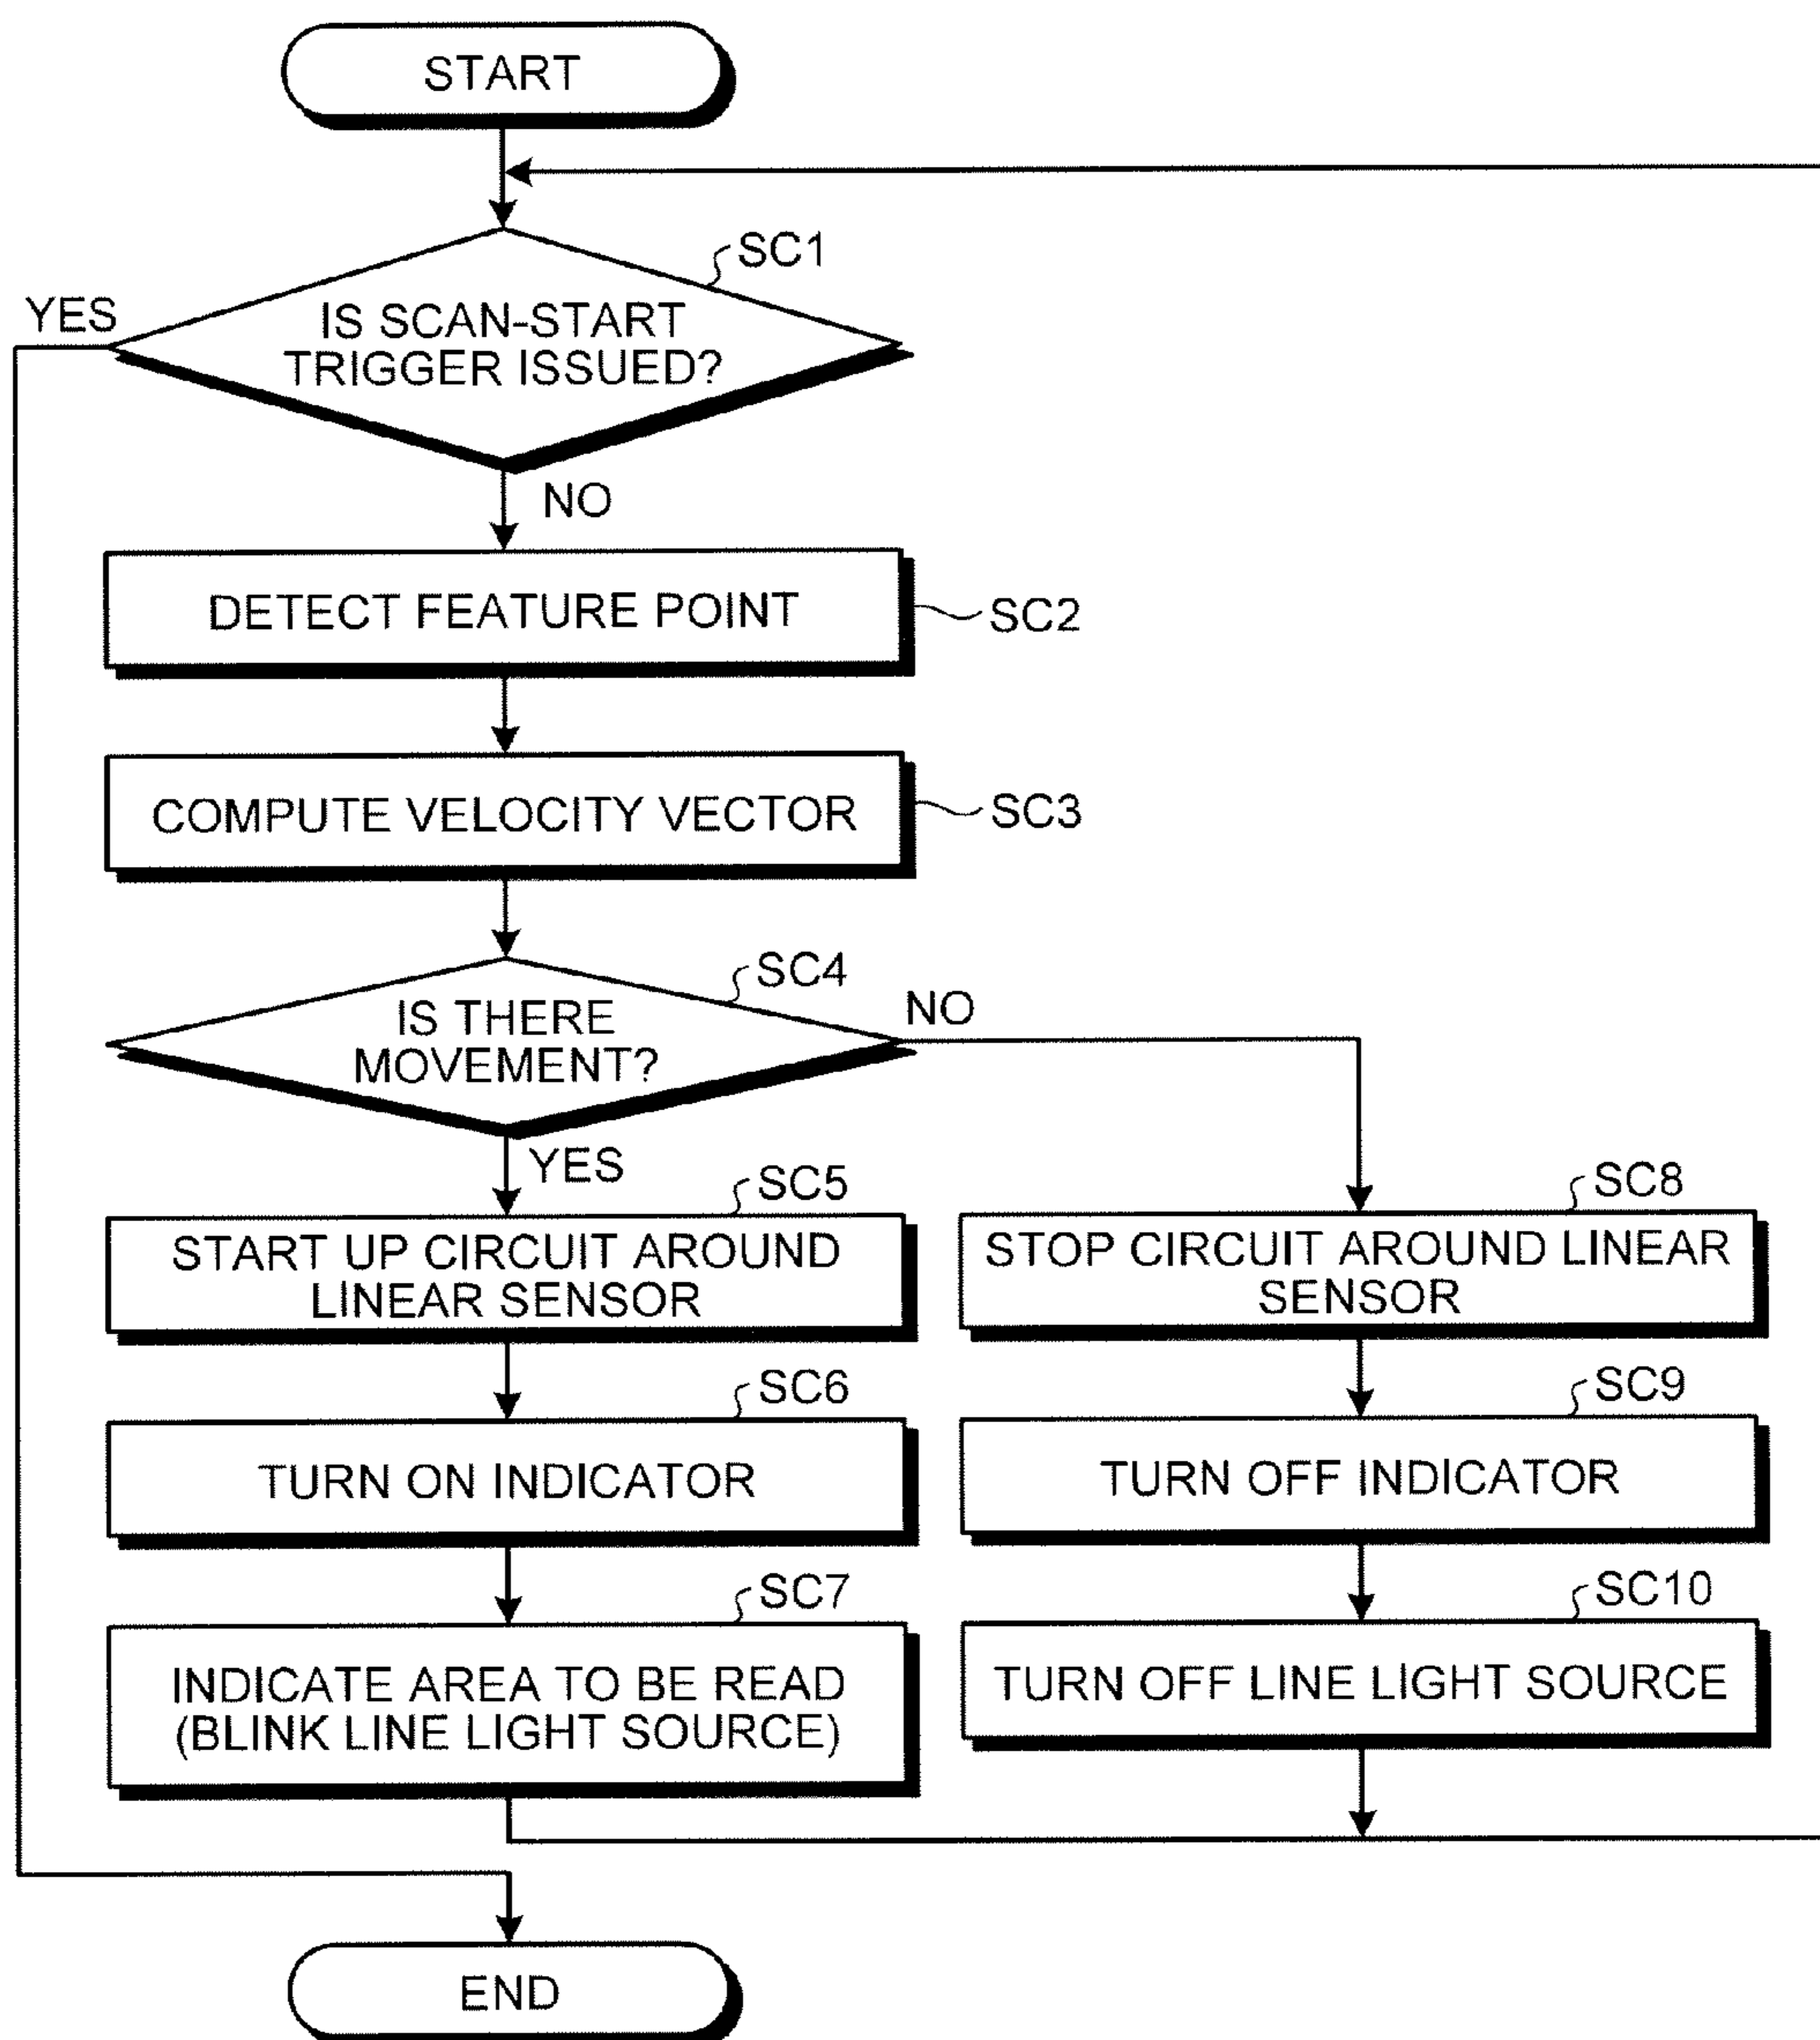 START
SC1
YES
IS SCAN-START
TRIGGER ISSUED?
NO
DETECT FEATURE POINT
SC2
COMPUTE VELOCITY VECTOR
SC3
SC4
IS THERE
MOVEMENT?
NO
YES
SC5
START UP CIRCUIT AROUND
LINEAR SENSOR
SC8
STOP CIRCUIT AROUND LINEAR
SENSOR
SC6
TURN ON INDICATOR
SC9
TURN OFF INDICATOR
SC7
INDICATE AREA TO BE READ
(BLINK LINE LIGHT SOURCE)
SC10
TURN OFF LINE LIGHT SOURCE
END